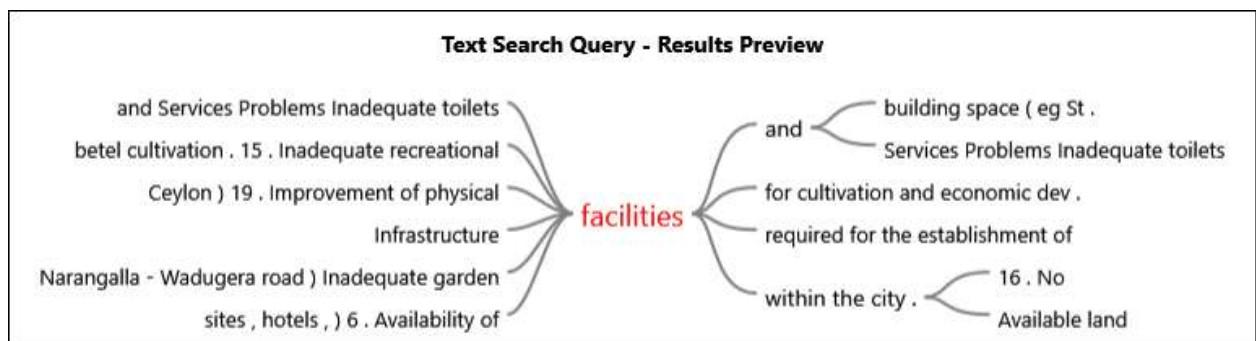 Text Search Query - Results Preview
and Services Problems Inadequate toilets
betel cultivation . 15 . Inadequate recreational
Ceylon ) 19 . Improvement of physical
Infrastructure
Narangalla - Wadugera road ) Inadequate garden
sites , hotels , ) 6 . Availability of
facilities
and
building space ( eg St .
Services Problems Inadequate toilets
for cultivation and economic dev .
required for the establishment of
within the city .
16 . No
Available land